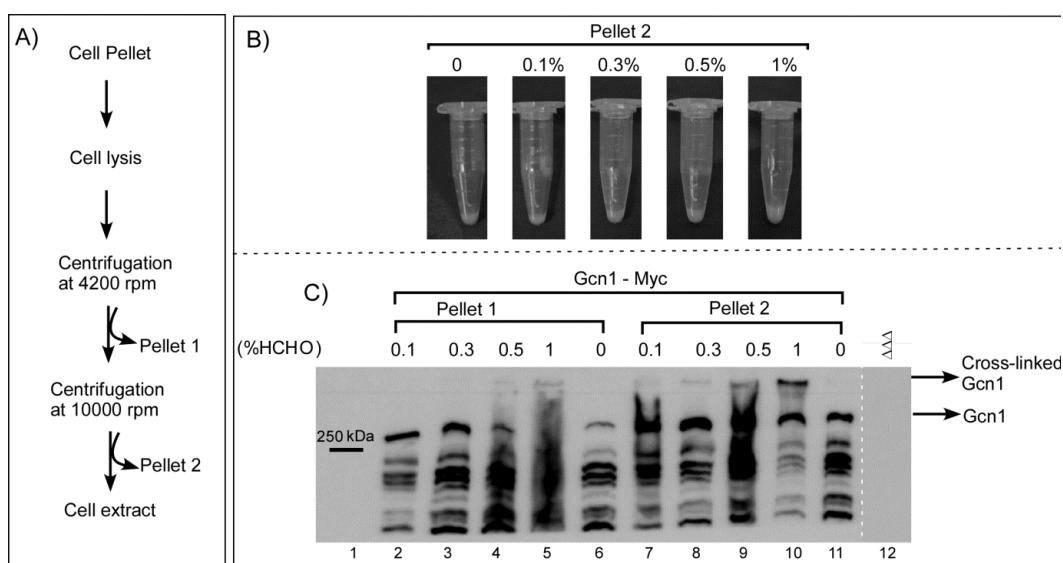 A)
Cell Pellet
Cell lysis
Centrifugation
at 4200 rpm
Pellet 1
Centrifugation
at 10000 rpm
Pellet 2
Cell extract
B)
Pellet 2
0 0.1% 0.3% 0.5% 1%
C)
Gcn1 - Myc
Pellet 1 Pellet 2
(%HCHO) 0.1 0.3 0.5 1 0 0.1 0.3 0.5 1 0
Cross-linked
Gcn1
Gcn1
250 kDa
1 2 3 4 5 6 7 8 9 10 11 12